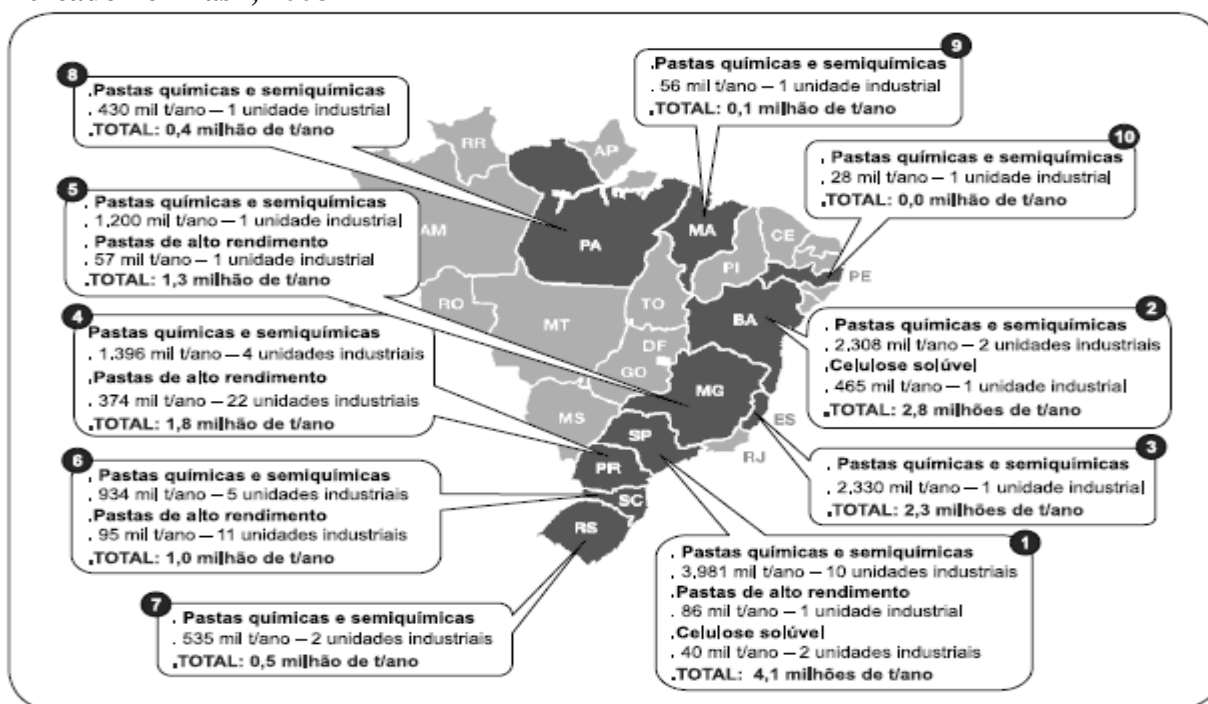 8
.Pastas químicas e semiquímicas
. 430 mil t/ano – 1 unidade industrial
.TOTAL: 0,4 milhão de t/ano
9
.Pastas químicas e semiquímicas
. 56 mil t/ano – 1 unidade industrial
.TOTAL: 0,1 milhão de t/ano
10
. Pastas químicas e semiquímicas
. 28 mil t/ano – 1 unidade industrial
.TOTAL: 0,0 milhão de t/ano
5
. Pastas químicas e semiquímicas
. 1,200 mil t/ano – 1 unidade industrial
. Pastas de alto rendimento
. 57 mil t/ano – 1 unidade industrial
.TOTAL: 1,3 milhão de t/ano
4
Pastas químicas e semiquímicas
. 1.396 mil t/ano – 4 unidades industriais
.Pastas de alto rendimento
. 374 mil t/ano – 22 unidades industriais
.TOTAL: 1,8 milhão de t/ano
2
. Pastas químicas e semiquímicas
. 2,308 mil t/ano – 2 unidades industriais
.Celulose solúvel
. 465 mil t/ano – 1 unidade industrial
.TOTAL: 2,8 milhões de t/ano
3
. Pastas químicas e semiquímicas
. 2,330 mil t/ano – 1 unidade industrial
TOTAL: 2,3 milhões de t/ano
6
. Pastas químicas e semiquímicas
. 934 mil t/ano – 5 unidades industriais
.Pastas de alto rendimento
. 95 mil t/ano – 11 unidades industriais
.TOTAL: 1,0 milhão de t/ano
1
. Pastas químicas e semiquímicas
. 3,981 mil t/ano – 10 unidades industriais
.Pastas de alto rendimento
. 86 mil t/ano – 1 unidade industrial
.Celulose solúvel
. 40 mil t/ano – 2 unidades industriais
.TOTAL: 4,1 milhões de t/ano
7
. Pastas químicas e semiquímicas
. 535 mil t/ano – 2 unidades industriais
.TOTAL: 0,5 milhão de t/ano
RR
AP
AM
PA
MA
CE
PI
PE
RO
MT
TO
BA
DF
GO
MG
MS
ES
SP
RJ
PR
SC
RS